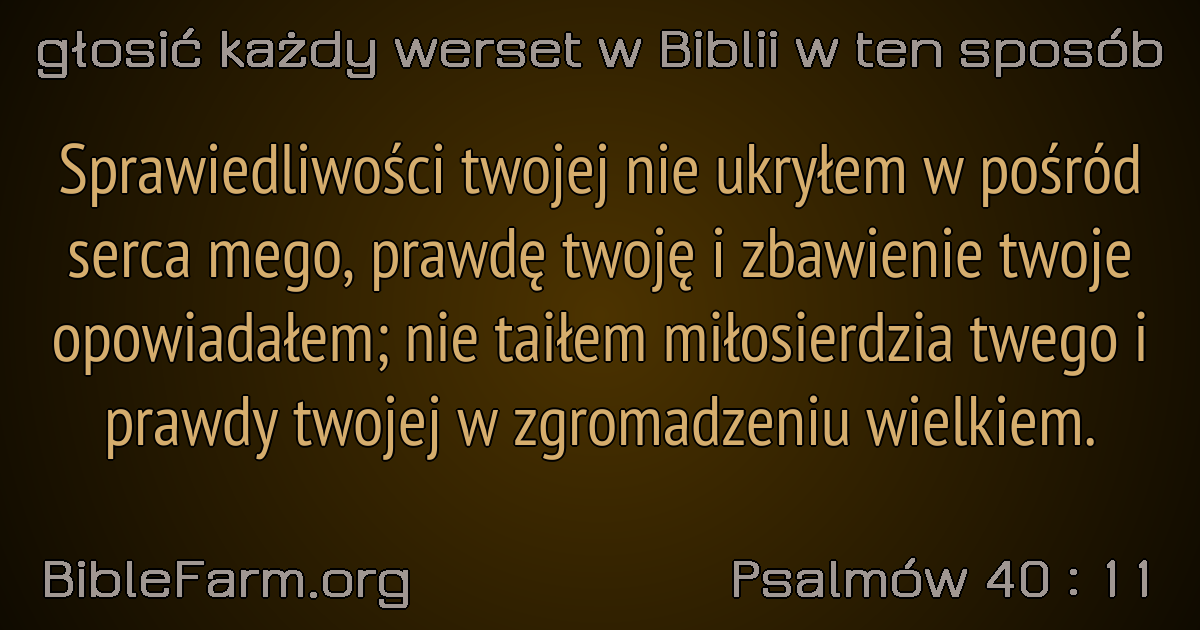 głosić każdy werset w Biblii w ten sposób
Sprawiedliwości twojej nie ukryłem w pośród
serca mego, prawdę twoję i zbawienie twoje
opowiadałem; nie taiłem miłosierdzia twego i
prawdy twojej w zgromadzeniu wielkiem.
BibleFarm.org
Psalmów 40 : 11